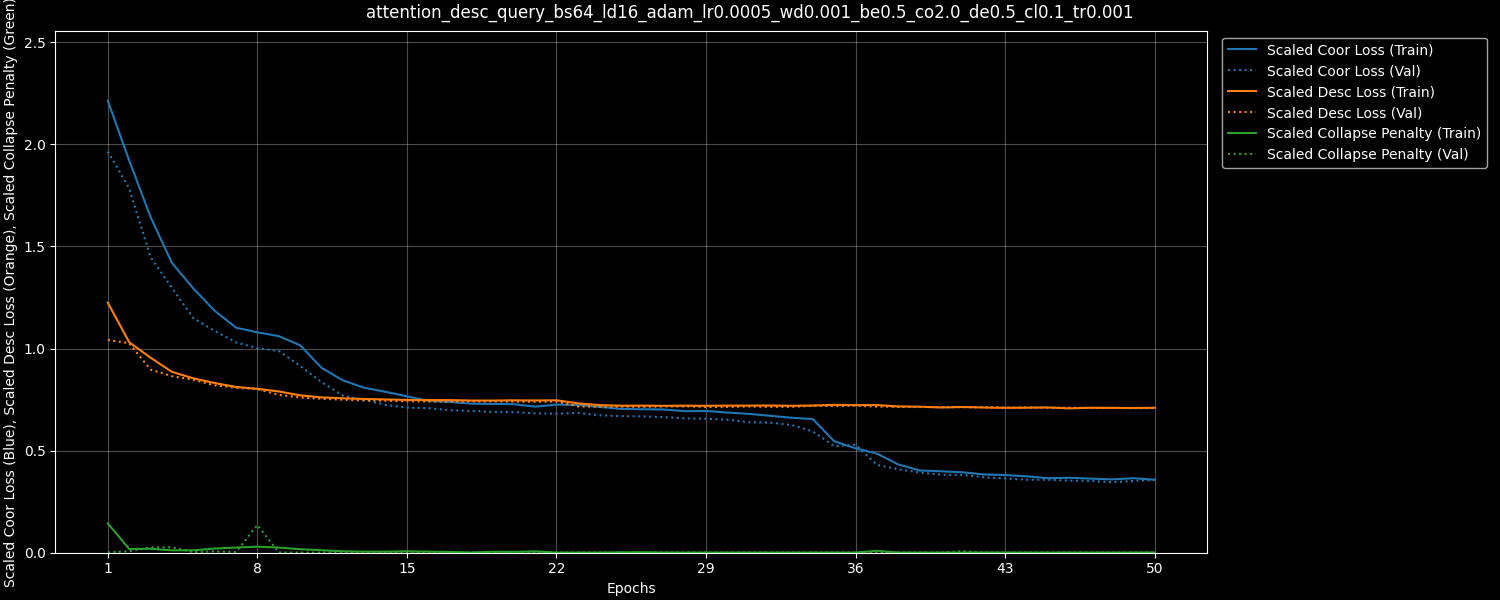 attention_desc_query_bs64_ld16_adam_lr0.0005_wd0.001_be0.5_co2.0_de0.5_cl0.1_tr0.001
Scaled Coor Loss (Blue), Scaled Desc Loss (Orange), Scaled Collapse Penalty (Green)
2.5
2.0
1.5
1.0
0.5
0.0
1
8
15
22
29
36
43
50
Epochs
Scaled Coor Loss (Train)
Scaled Coor Loss (Val)
Scaled Desc Loss (Train)
Scaled Desc Loss (Val)
Scaled Collapse Penalty (Train)
Scaled Collapse Penalty (Val)